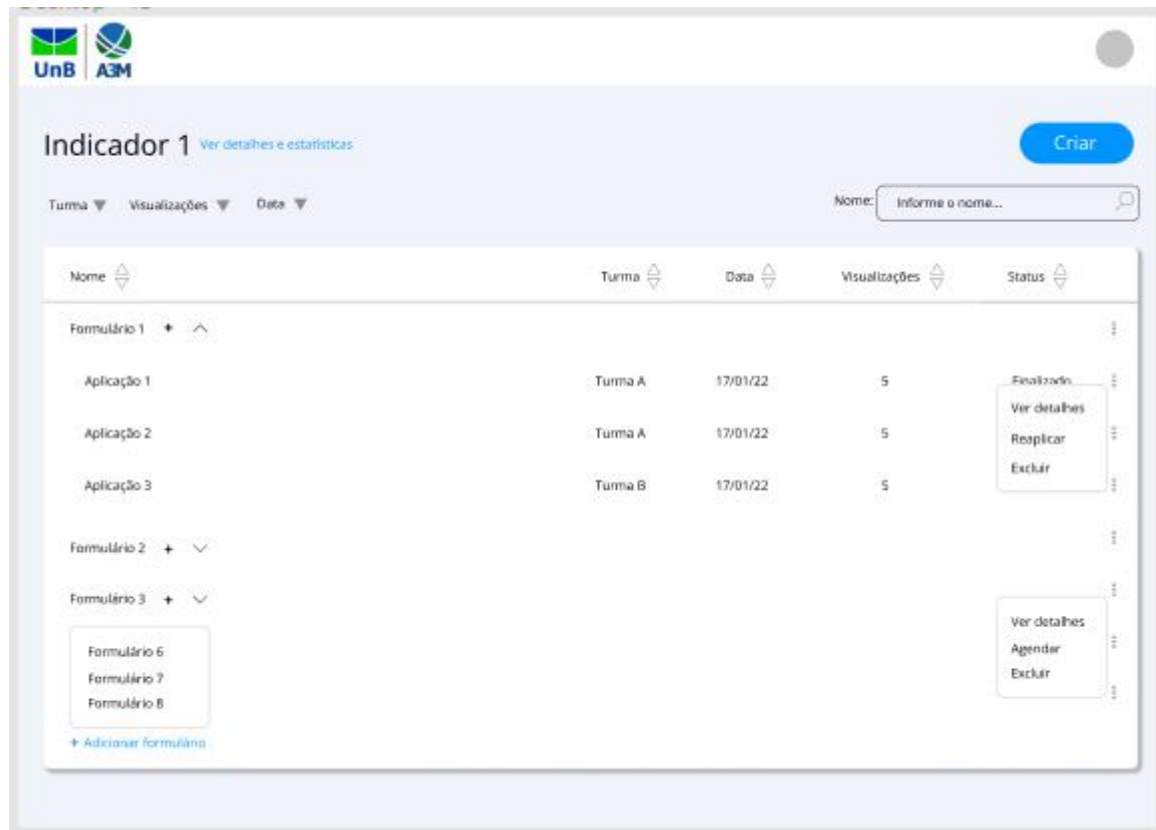 UnB A3M
Indicador 1 Ver detalhes e estatísticas
Criar
Turma Visualizações Data
Nome: Informe o nome...
Nome Turma Data Visualizações Status
Formulário 1 +
Aplicação 1 Turma A 17/01/22 5 Finalizado
Aplicação 2 Turma A 17/01/22 5
Aplicação 3 Turma B 17/01/22 5
Ver detalhes
Reaplicar
Excluir
Formulário 2 +
Formulário 3 +
Formulário 6
Formulário 7
Formulário 8
+ Adicionar formulário
Ver detalhes
Agendar
Excluir